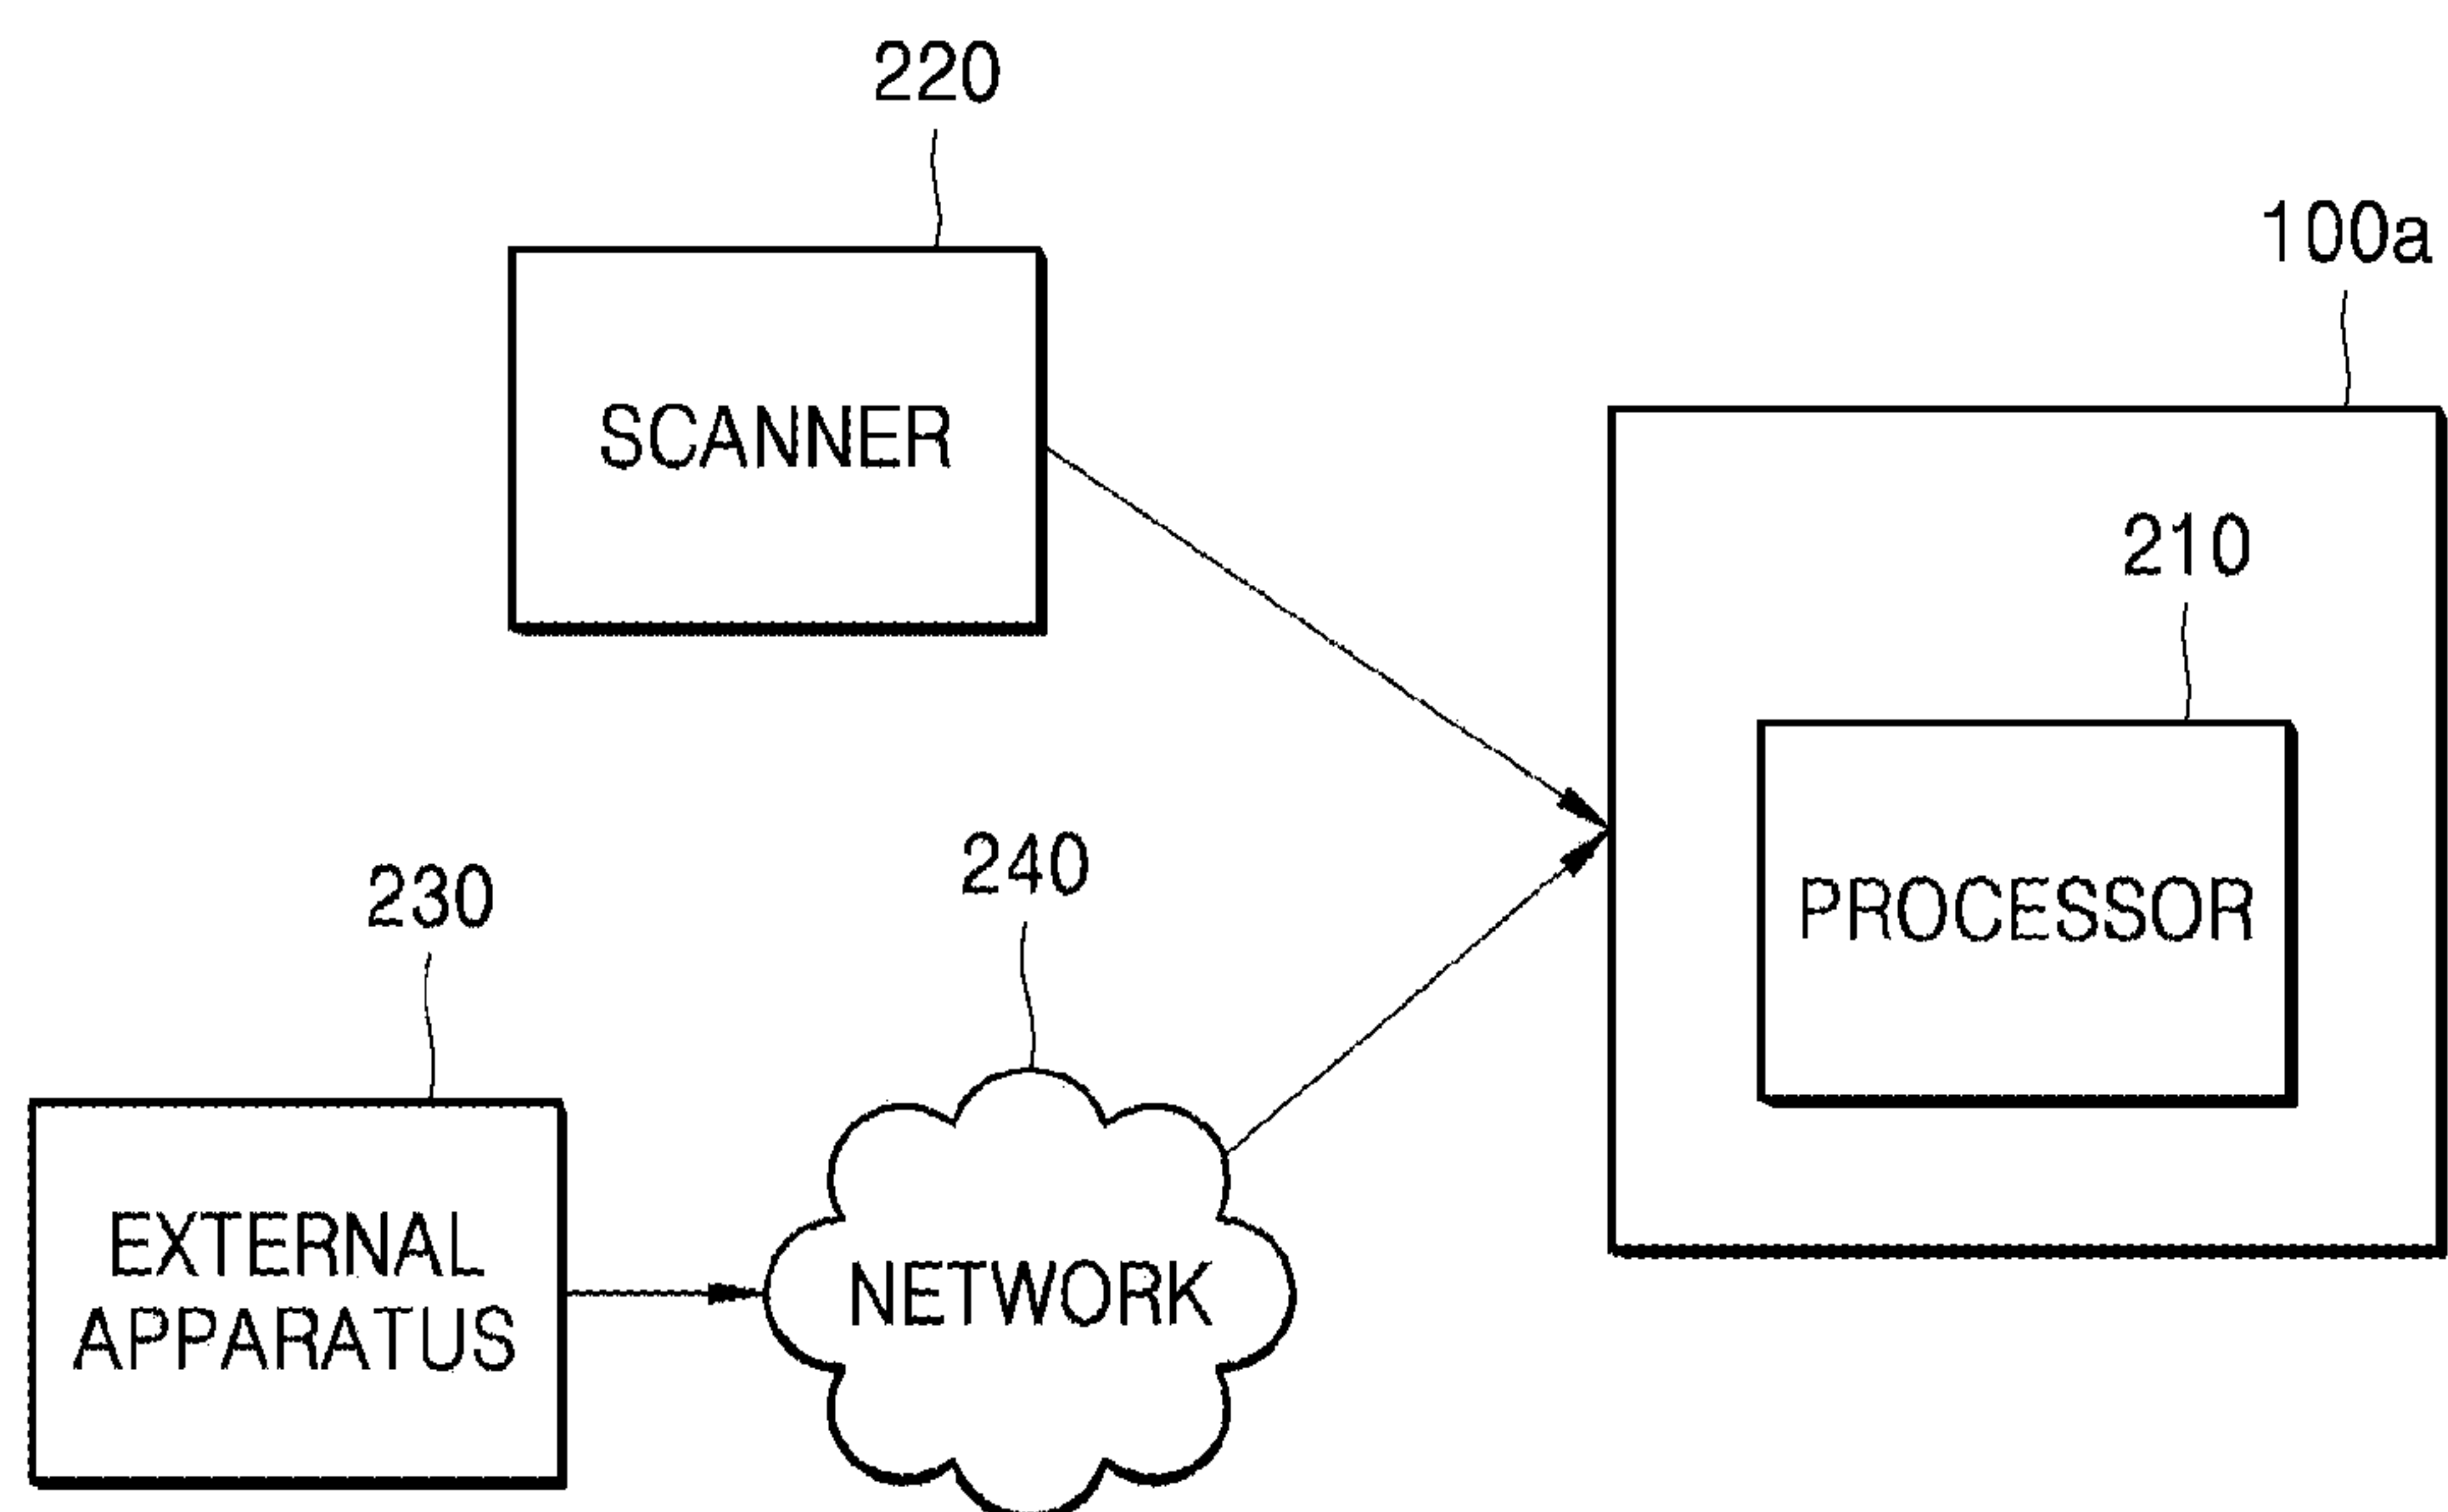 220
100a
SCANNER
210
240
230
PROCESSOR
EXTERNAL
APPARATUS
NETWORK